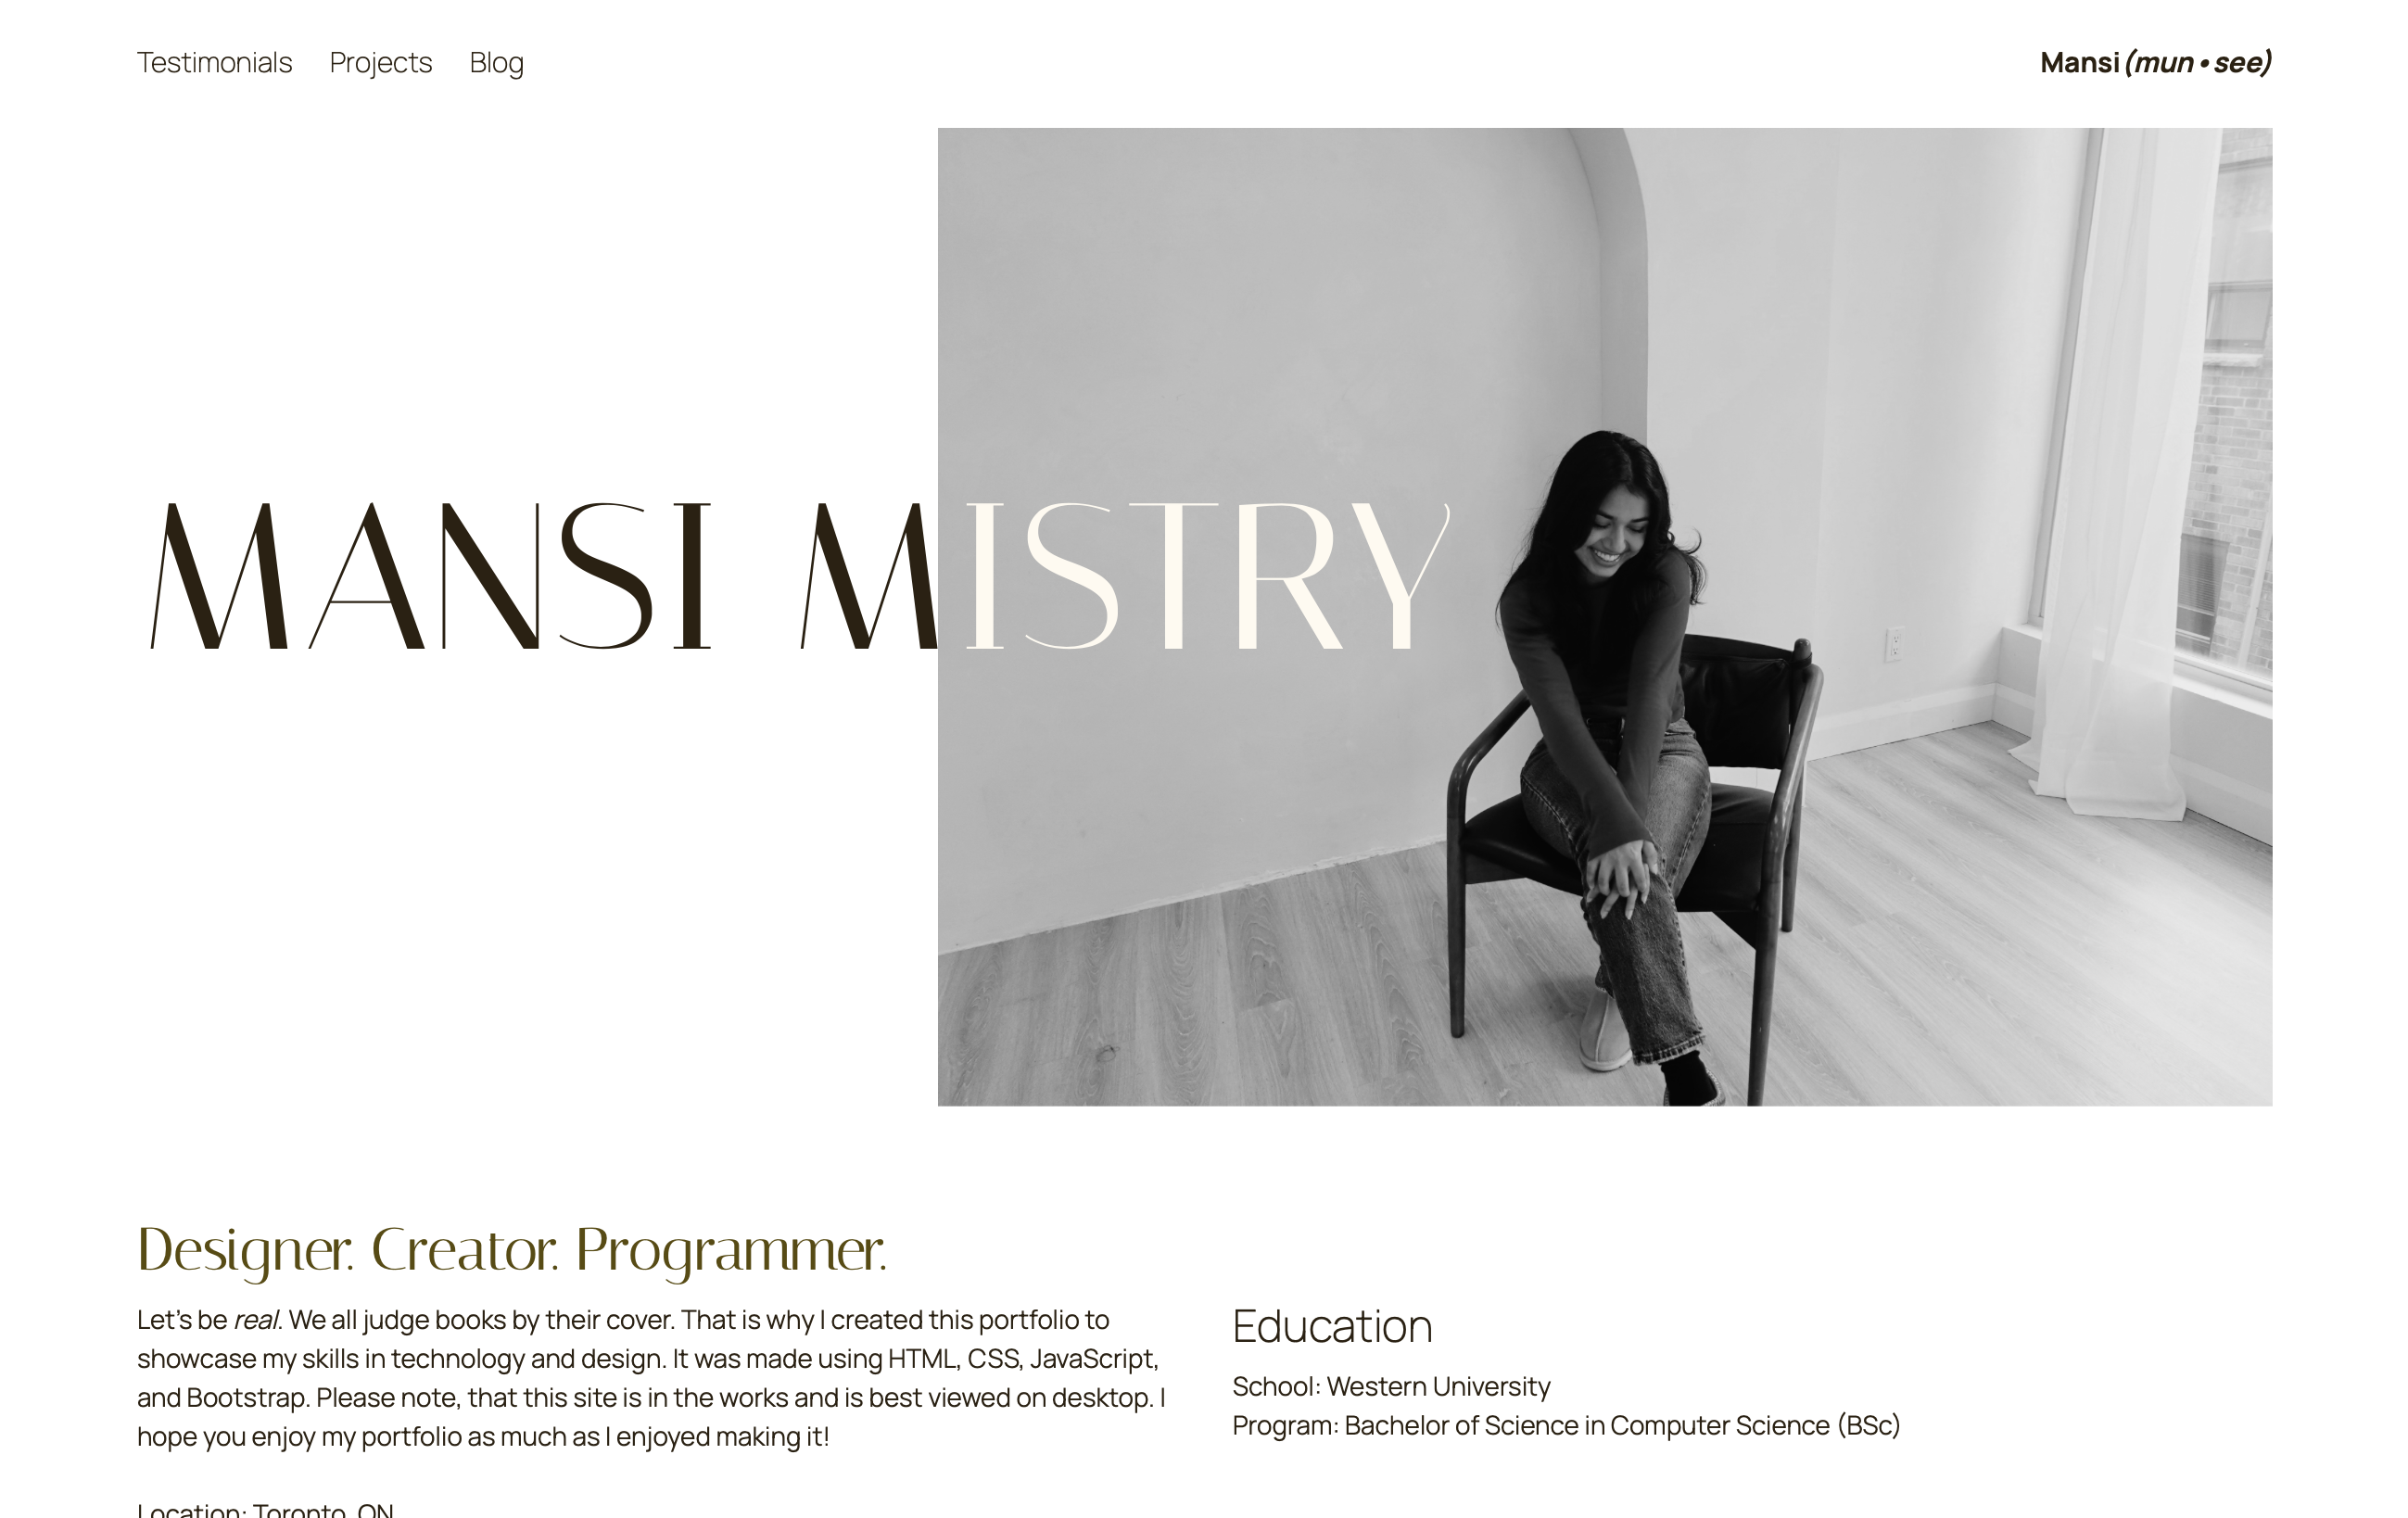 Testimonials Projects Blog Mansi (mun • see)
MANSI MISTRY
Designer. Creator. Programmer.
Let's be real. We all judge books by their cover. That is why I created this portfolio to
showcase my skills in technology and design. It was made using HTML, CSS, JavaScript,
and Bootstrap. Please note, that this site is in the works and is best viewed on desktop. I
hope you enjoy my portfolio as much as I enjoyed making it!
Location: Toronto, ON
Education
School: Western University
Program: Bachelor of Science in Computer Science (BSc)